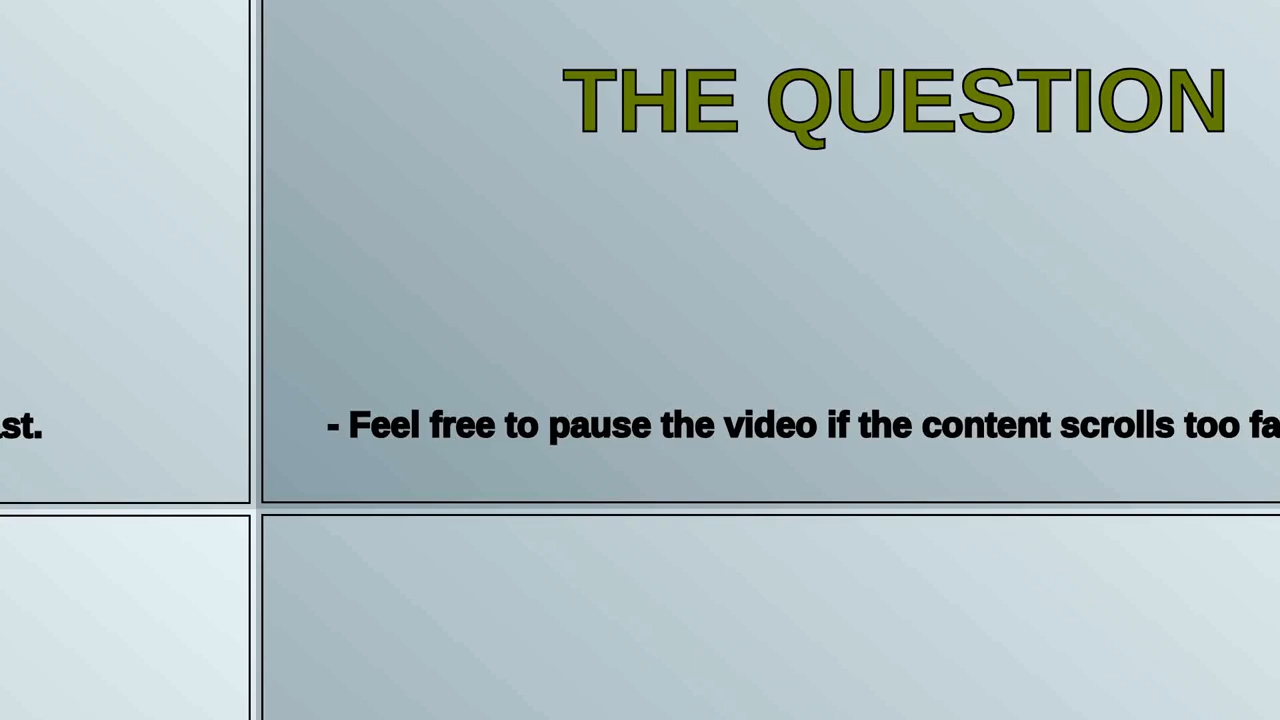 THE QUESTION
st.
- Feel free to pause the video if the content scrolls too fa